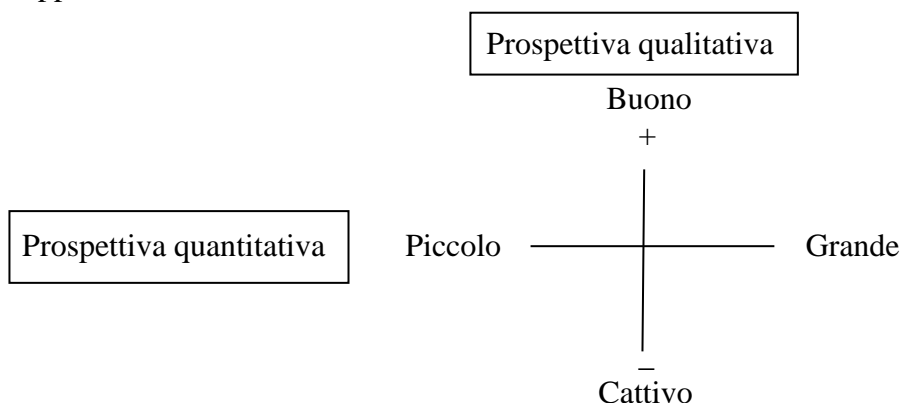 Prospettiva qualitativa
Buono
+
Prospettiva quantitativa Piccolo Grande
–
Cattivo